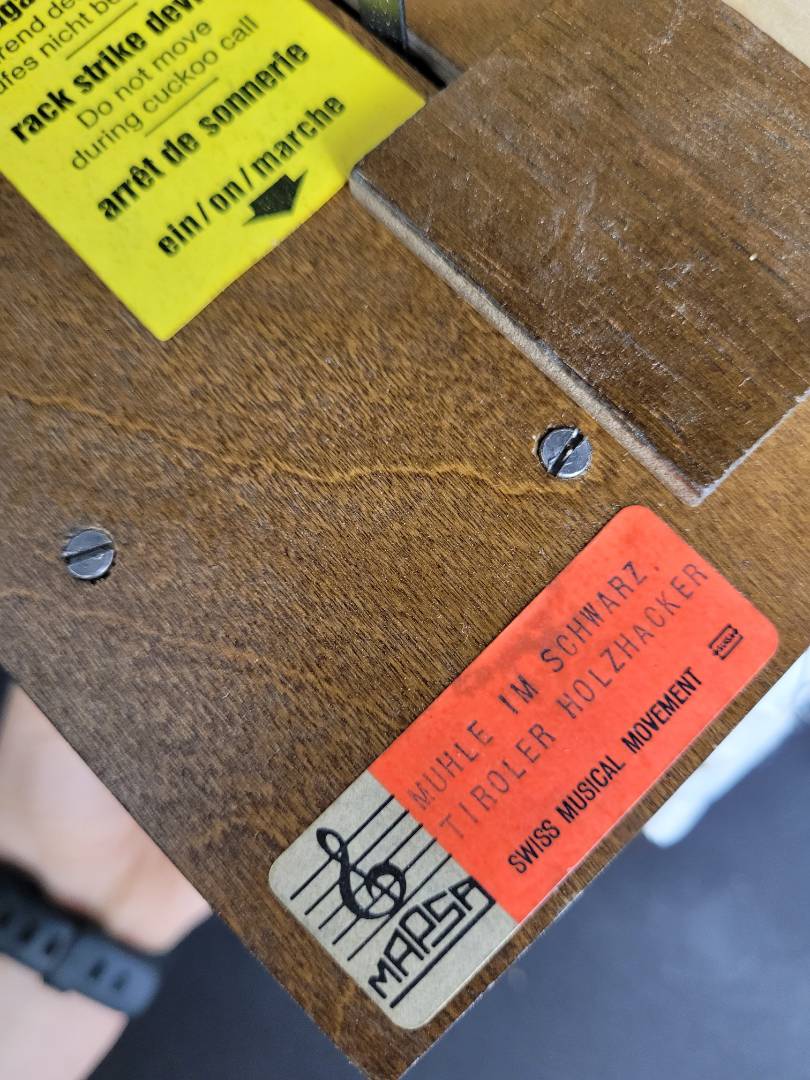 rack strike
Do not move
during cuckoo call
arrêt de sonnerie
ein/on/marche
MUHLE IM SCHWARZ.
TIROLER HOLZHACKER
SWISS MUSICAL MOVEMENT
MAPSA